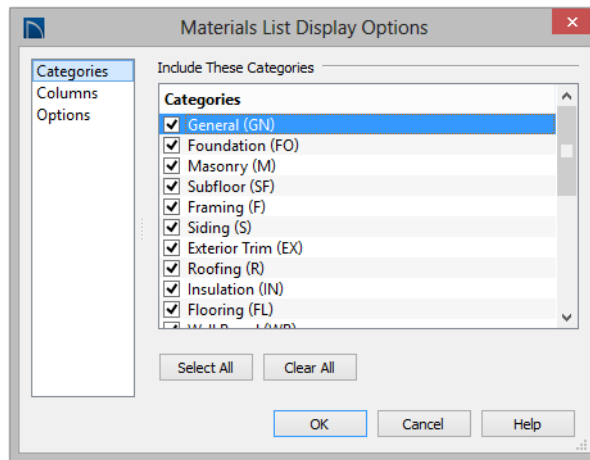 Materials List Display Options
Categories
Columns
Options
Include These Categories
Categories
General (GN)
Foundation (FO)
Masonry (M)
Subfloor (SF)
Framing (F)
Siding (S)
Exterior Trim (EX)
Roofing (R)
Insulation (IN)
Flooring (FL)
Select All
Clear All
OK
Cancel
Help